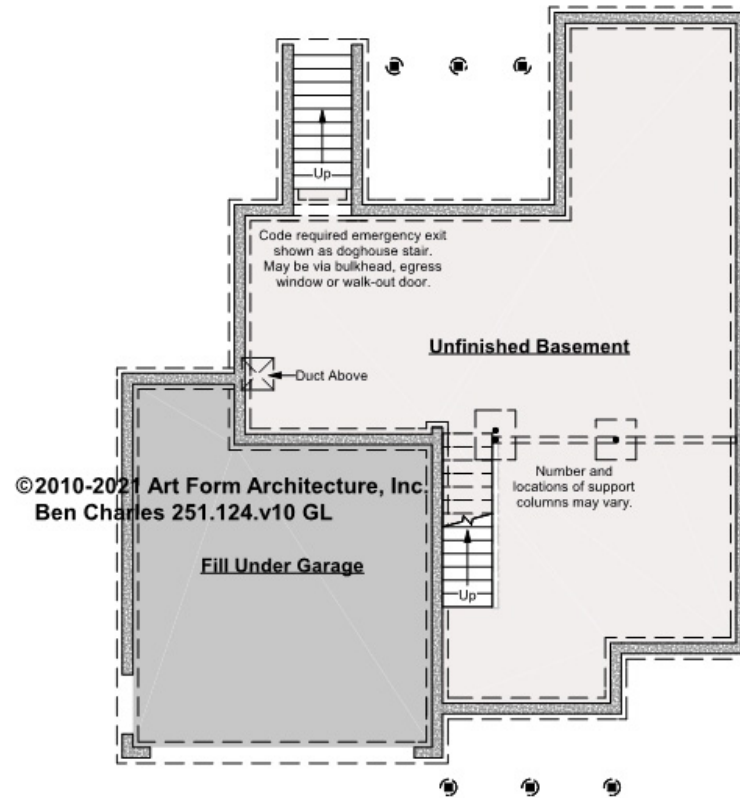 Up
Code required emergency exit
shown as doghouse stair.
May be via bulkhead, egress
window or walk-out door.
Unfinished Basement
Duct Above
Number and
locations of support
columns may vary.
©2010-2021 Art Form Architecture, Inc.
Ben Charles 251.124.v10 GL
Fill Under Garage
Up